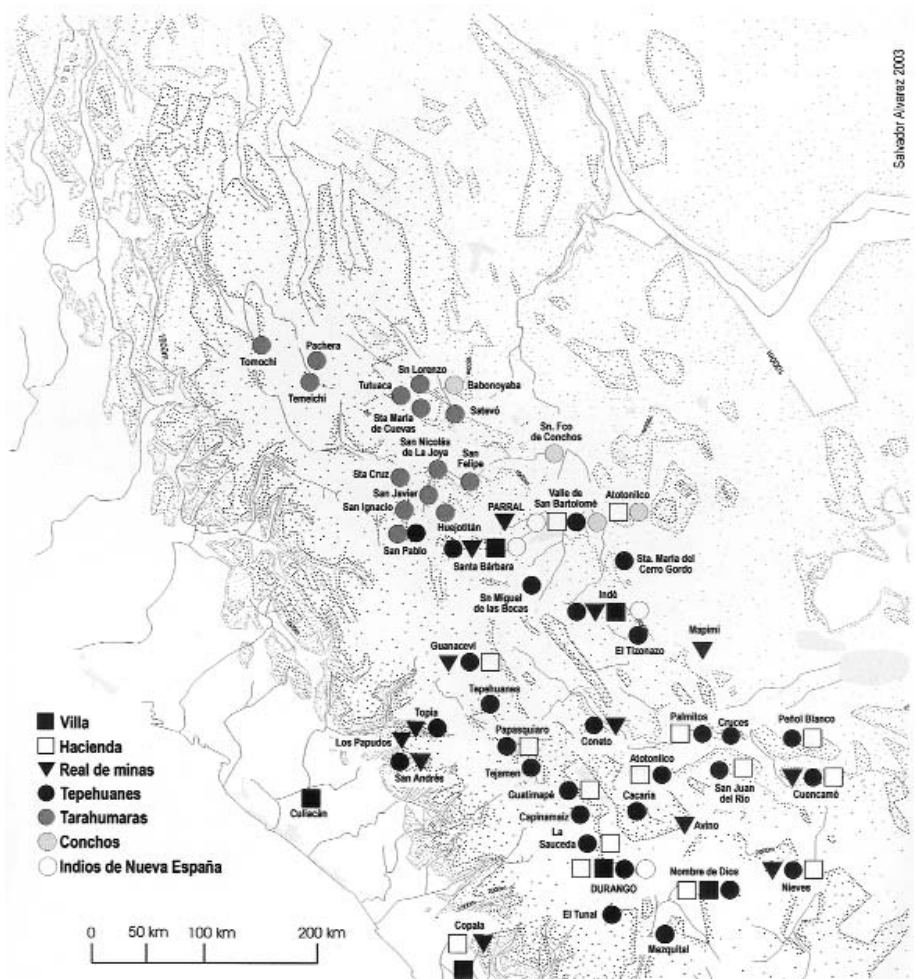 Salvador Alvarez 2003
Tomochi
Pachera
Temeichi
Sn Lorenzo
Tutuaca
Babonoyaba
Sta María
de Cuevas
Satevó
Sn. Fco
de Conchos
San Nicolás
de La Joya
San
Felipe
Sta Cruz
San Javier
San Ignacio
Huejotitán
PARRAL
Valle de
San Bartolomé
Atotonilco
San Pablo
Santa Bárbara
Sta. María del
Cerro Gordo
Sn Miguel
de las Bocas
Indé
El Tizonazo
Mapimí
Guanaceví
Tepehuanes
Topia
Los Papudos
San Andrés
Papasquiaro
Tejamen
Coneto
Palmitos
Cruces
Peñol Blanco
Atotonilco
San Juan
del Río
Cuencamé
Guatimapé
Cacaria
Capinamaiz
Avino
La
Sauceda
DURANGO
Nombre de Dios
Nieves
El Tunal
Mezquital
Culiacán
Copala
Villa
Hacienda
Real de minas
Tepehuanes
Tarahumaras
Conchos
Indios de Nueva España
0 50 km 100 km 200 km